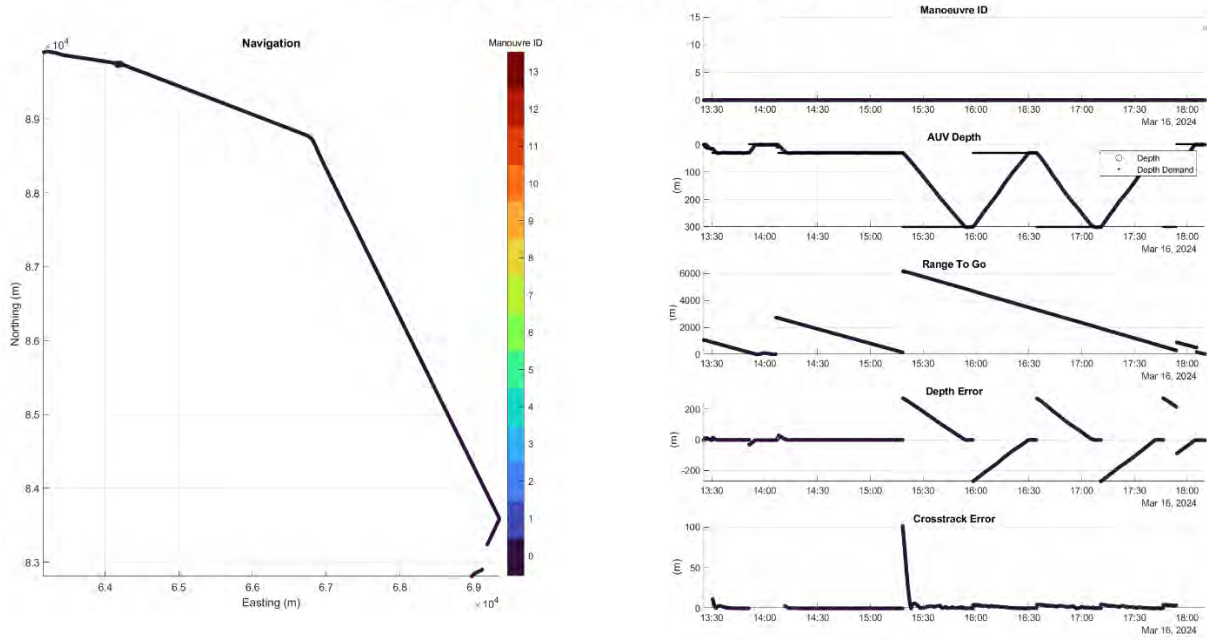 Navigation
×10⁴
Manouvre ID
Northing (m)
8.9
8.8
8.7
8.6
8.5
8.4
8.3
6.4
6.5
6.6
6.7
6.8
6.9
×10⁴
Easting (m)
13
12
11
10
9
8
7
6
5
4
3
2
1
0
Manoeuvre ID
15
10
5
0
13:30 14:00 14:30 15:00 15:30 16:00 16:30 17:00 17:30 18:00
Mar 16, 2024
AUV Depth
(m)
0
100
200
300
Depth
Depth Demand
13:30 14:00 14:30 15:00 15:30 16:00 16:30 17:00 17:30 18:00
Mar 16, 2024
Range To Go
(m)
6000
4000
2000
0
13:30 14:00 14:30 15:00 15:30 16:00 16:30 17:00 17:30 18:00
Mar 16, 2024
Depth Error
(m)
200
0
-200
13:30 14:00 14:30 15:00 15:30 16:00 16:30 17:00 17:30 18:00
Mar 16, 2024
Crosstrack Error
(m)
100
50
0
13:30 14:00 14:30 15:00 15:30 16:00 16:30 17:00 17:30 18:00
Mar 16, 2024